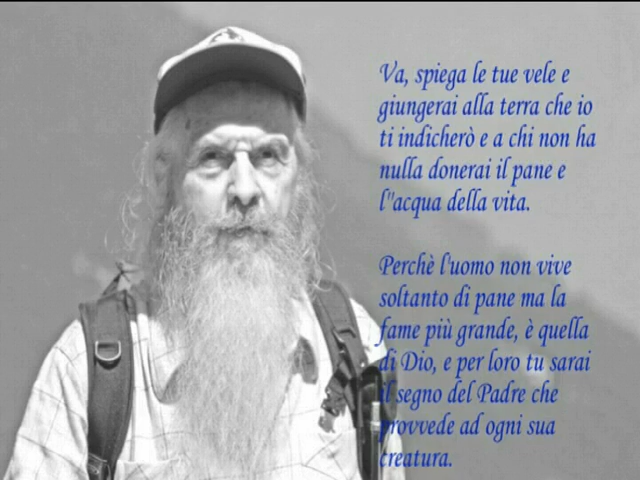 Va, spiega le tue vele e
giungerai alla terra che io
ti indicherò e a chi non ha
nulla donerai il pane e
l"acqua della vita.
Perchè l'uomo non vive
soltanto di pane ma la
fame più grande, è quella
di Dio, e per loro tu sarai
il segno del Padre che
provvede ad ogni sua
creatura.